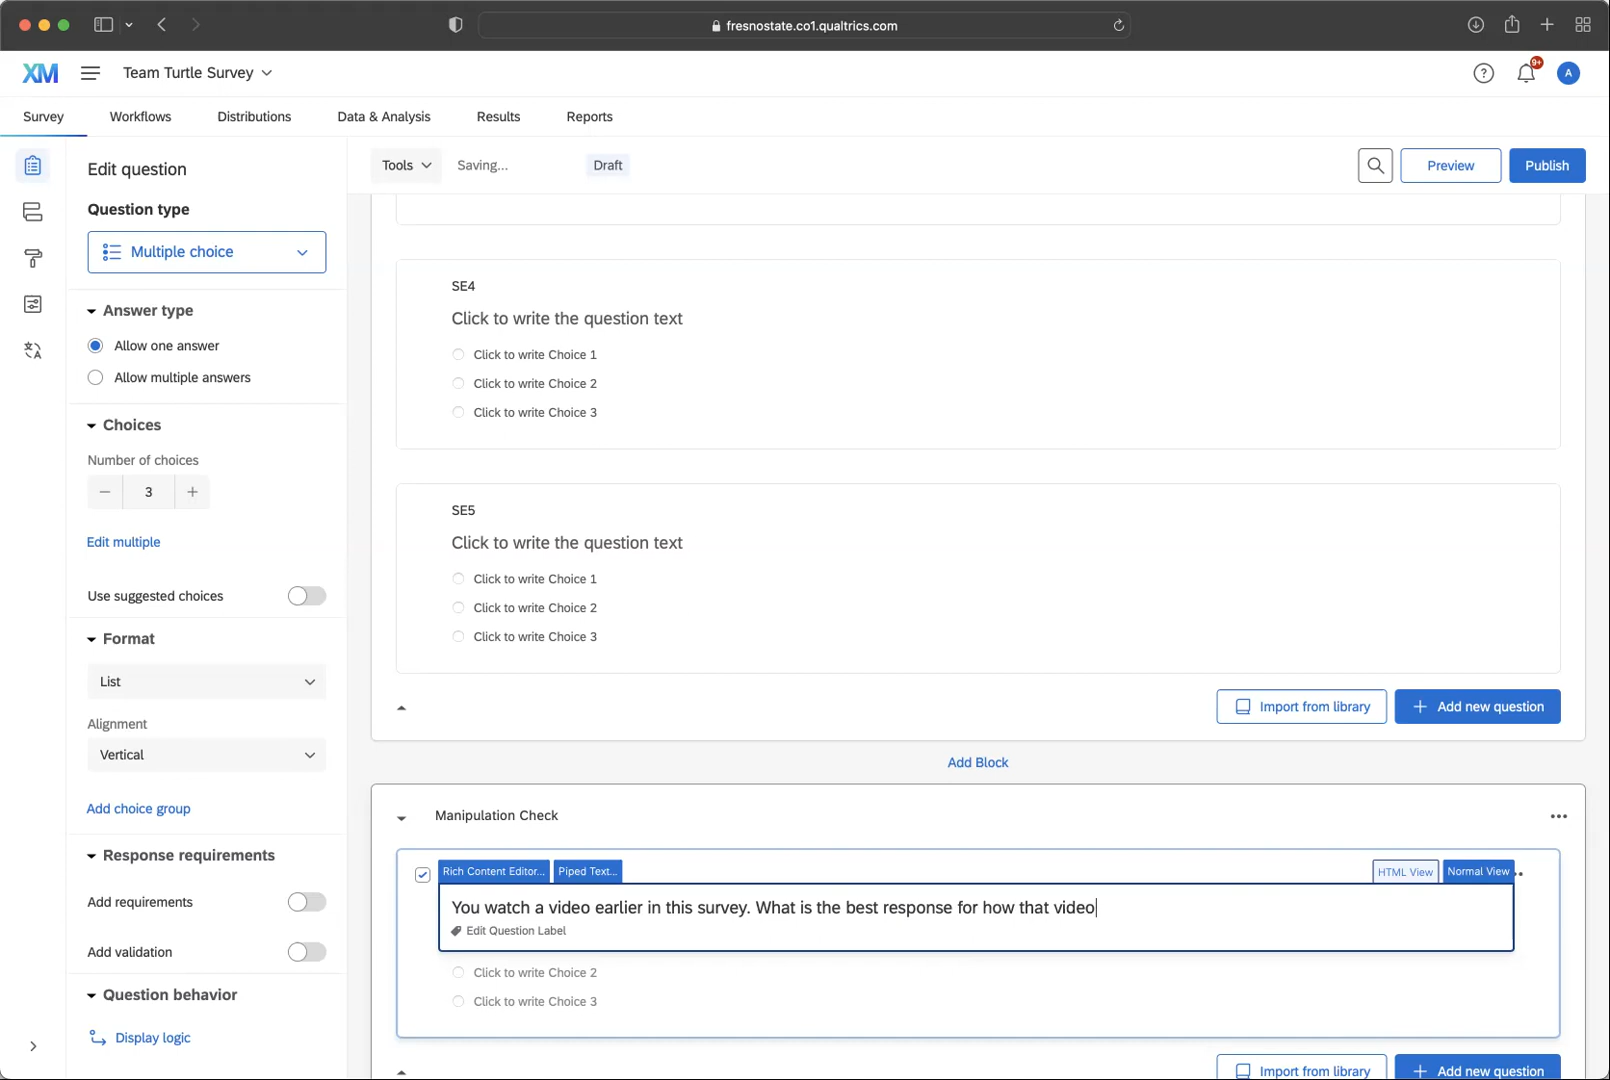 fresnostate.co1.qualtrics.com
XM
Team Turtle Survey
9+
A
Survey
Workflows
Distributions
Data & Analysis
Results
Reports
Edit question
Tools
Saving...
Draft
Preview
Publish
Question type
Multiple choice
Answer type
Allow one answer
Allow multiple answers
Choices
Number of choices
3
Edit multiple
Use suggested choices
Format
List
Alignment
Vertical
Add choice group
Response requirements
Add requirements
Add validation
Question behavior
Display logic
SE4
Click to write the question text
Click to write Choice 1
Click to write Choice 2
Click to write Choice 3
SE5
Click to write the question text
Click to write Choice 1
Click to write Choice 2
Click to write Choice 3
Import from library
Add new question
Add Block
Manipulation Check
Rich Content Editor...
Piped Text...
HTML View
Normal View
You watch a video earlier in this survey. What is the best response for how that video
Edit Question Label
Click to write Choice 2
Click to write Choice 3
Import from library
Add new question